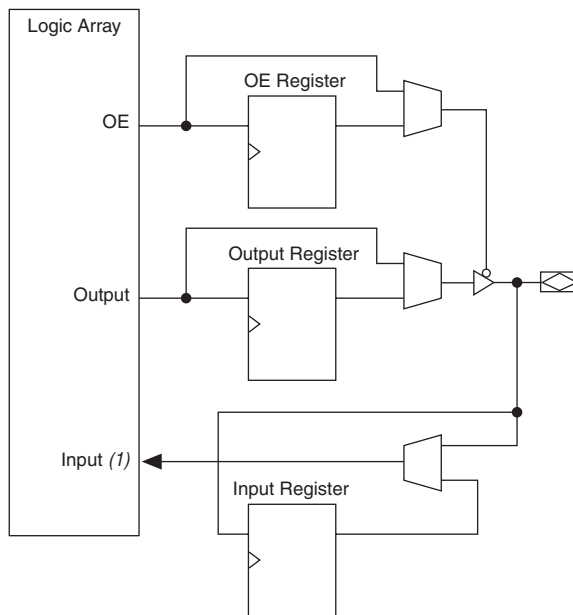 Logic Array
OE Register
OE
Output Register
Output
Input (1)
Input Register